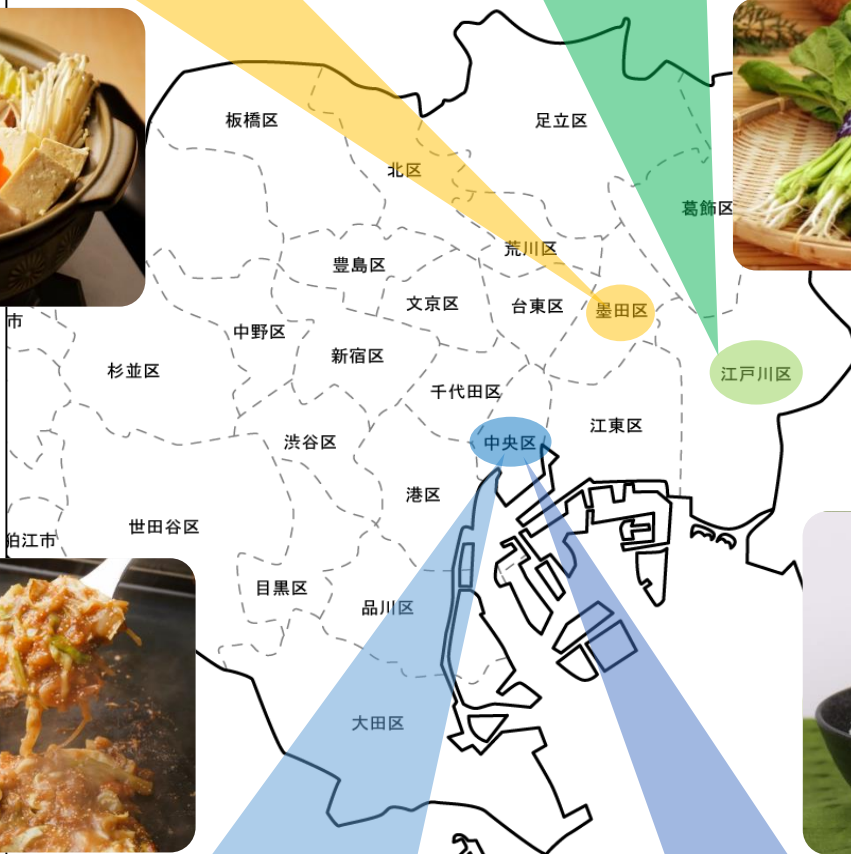 板橋区
足立区
北区
葛飾区
荒川区
豊島区
文京区
台東区
墨田区
市
中野区
新宿区
杉並区
江戸川区
千代田区
江東区
渋谷区
中央区
港区
世田谷区
狛江市
目黒区
品川区
大田区